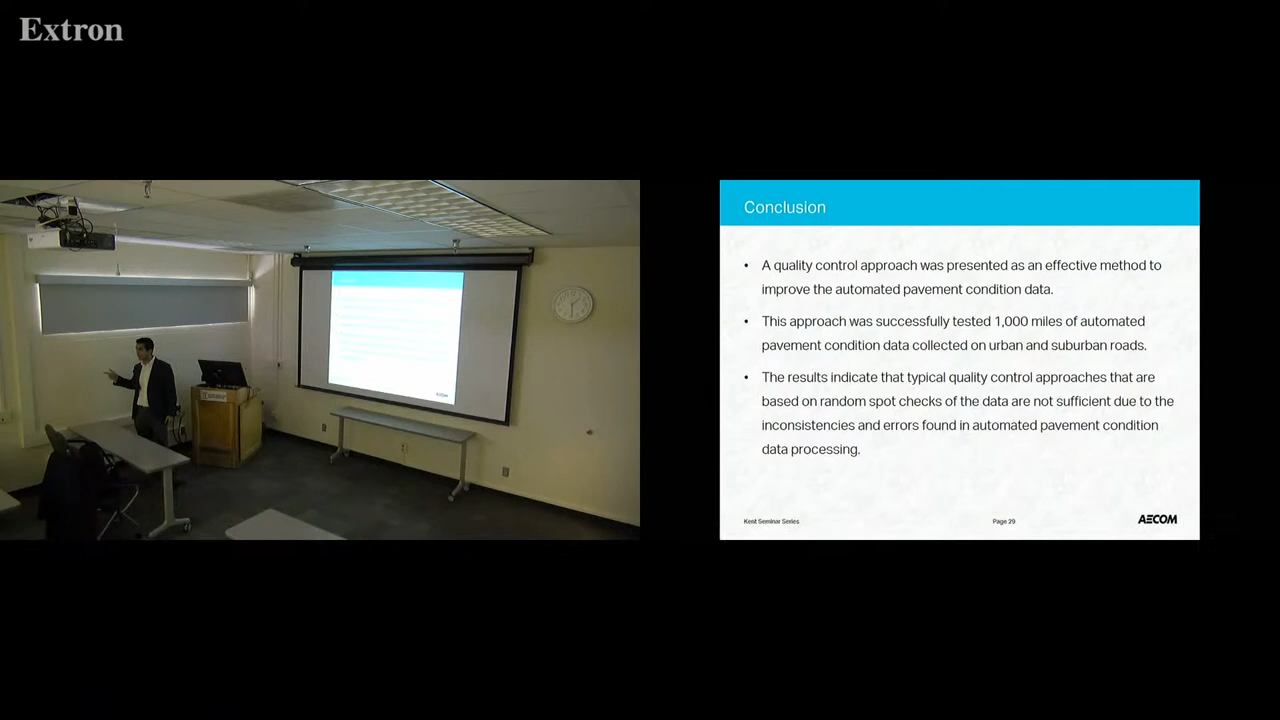 Extron
Conclusion
• A quality control approach was presented as an effective method to
improve the automated pavement condition data.
• This approach was successfully tested 1,000 miles of automated
pavement condition data collected on urban and suburban roads.
• The results indicate that typical quality control approaches that are
based on random spot checks of the data are not sufficient due to the
inconsistencies and errors found in automated pavement condition
data processing.
Kent Seminar Series
Page 29
AECOM